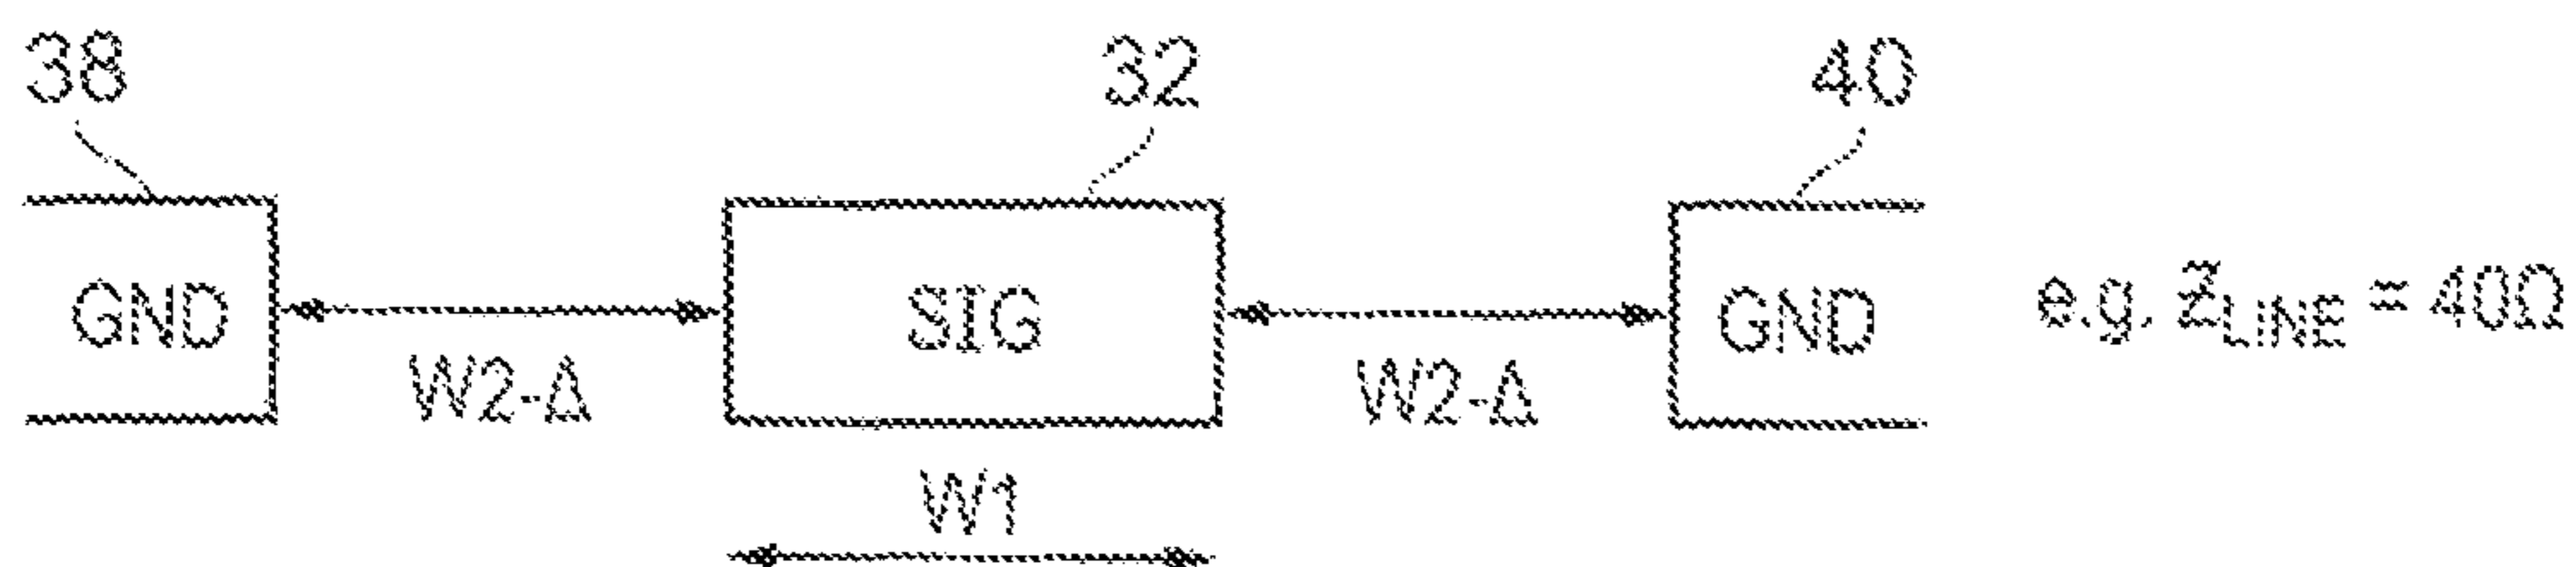 38 32 40
GND SIG GND e.g. Z_LINE = 40Ω
W2-Δ W2-Δ
W1